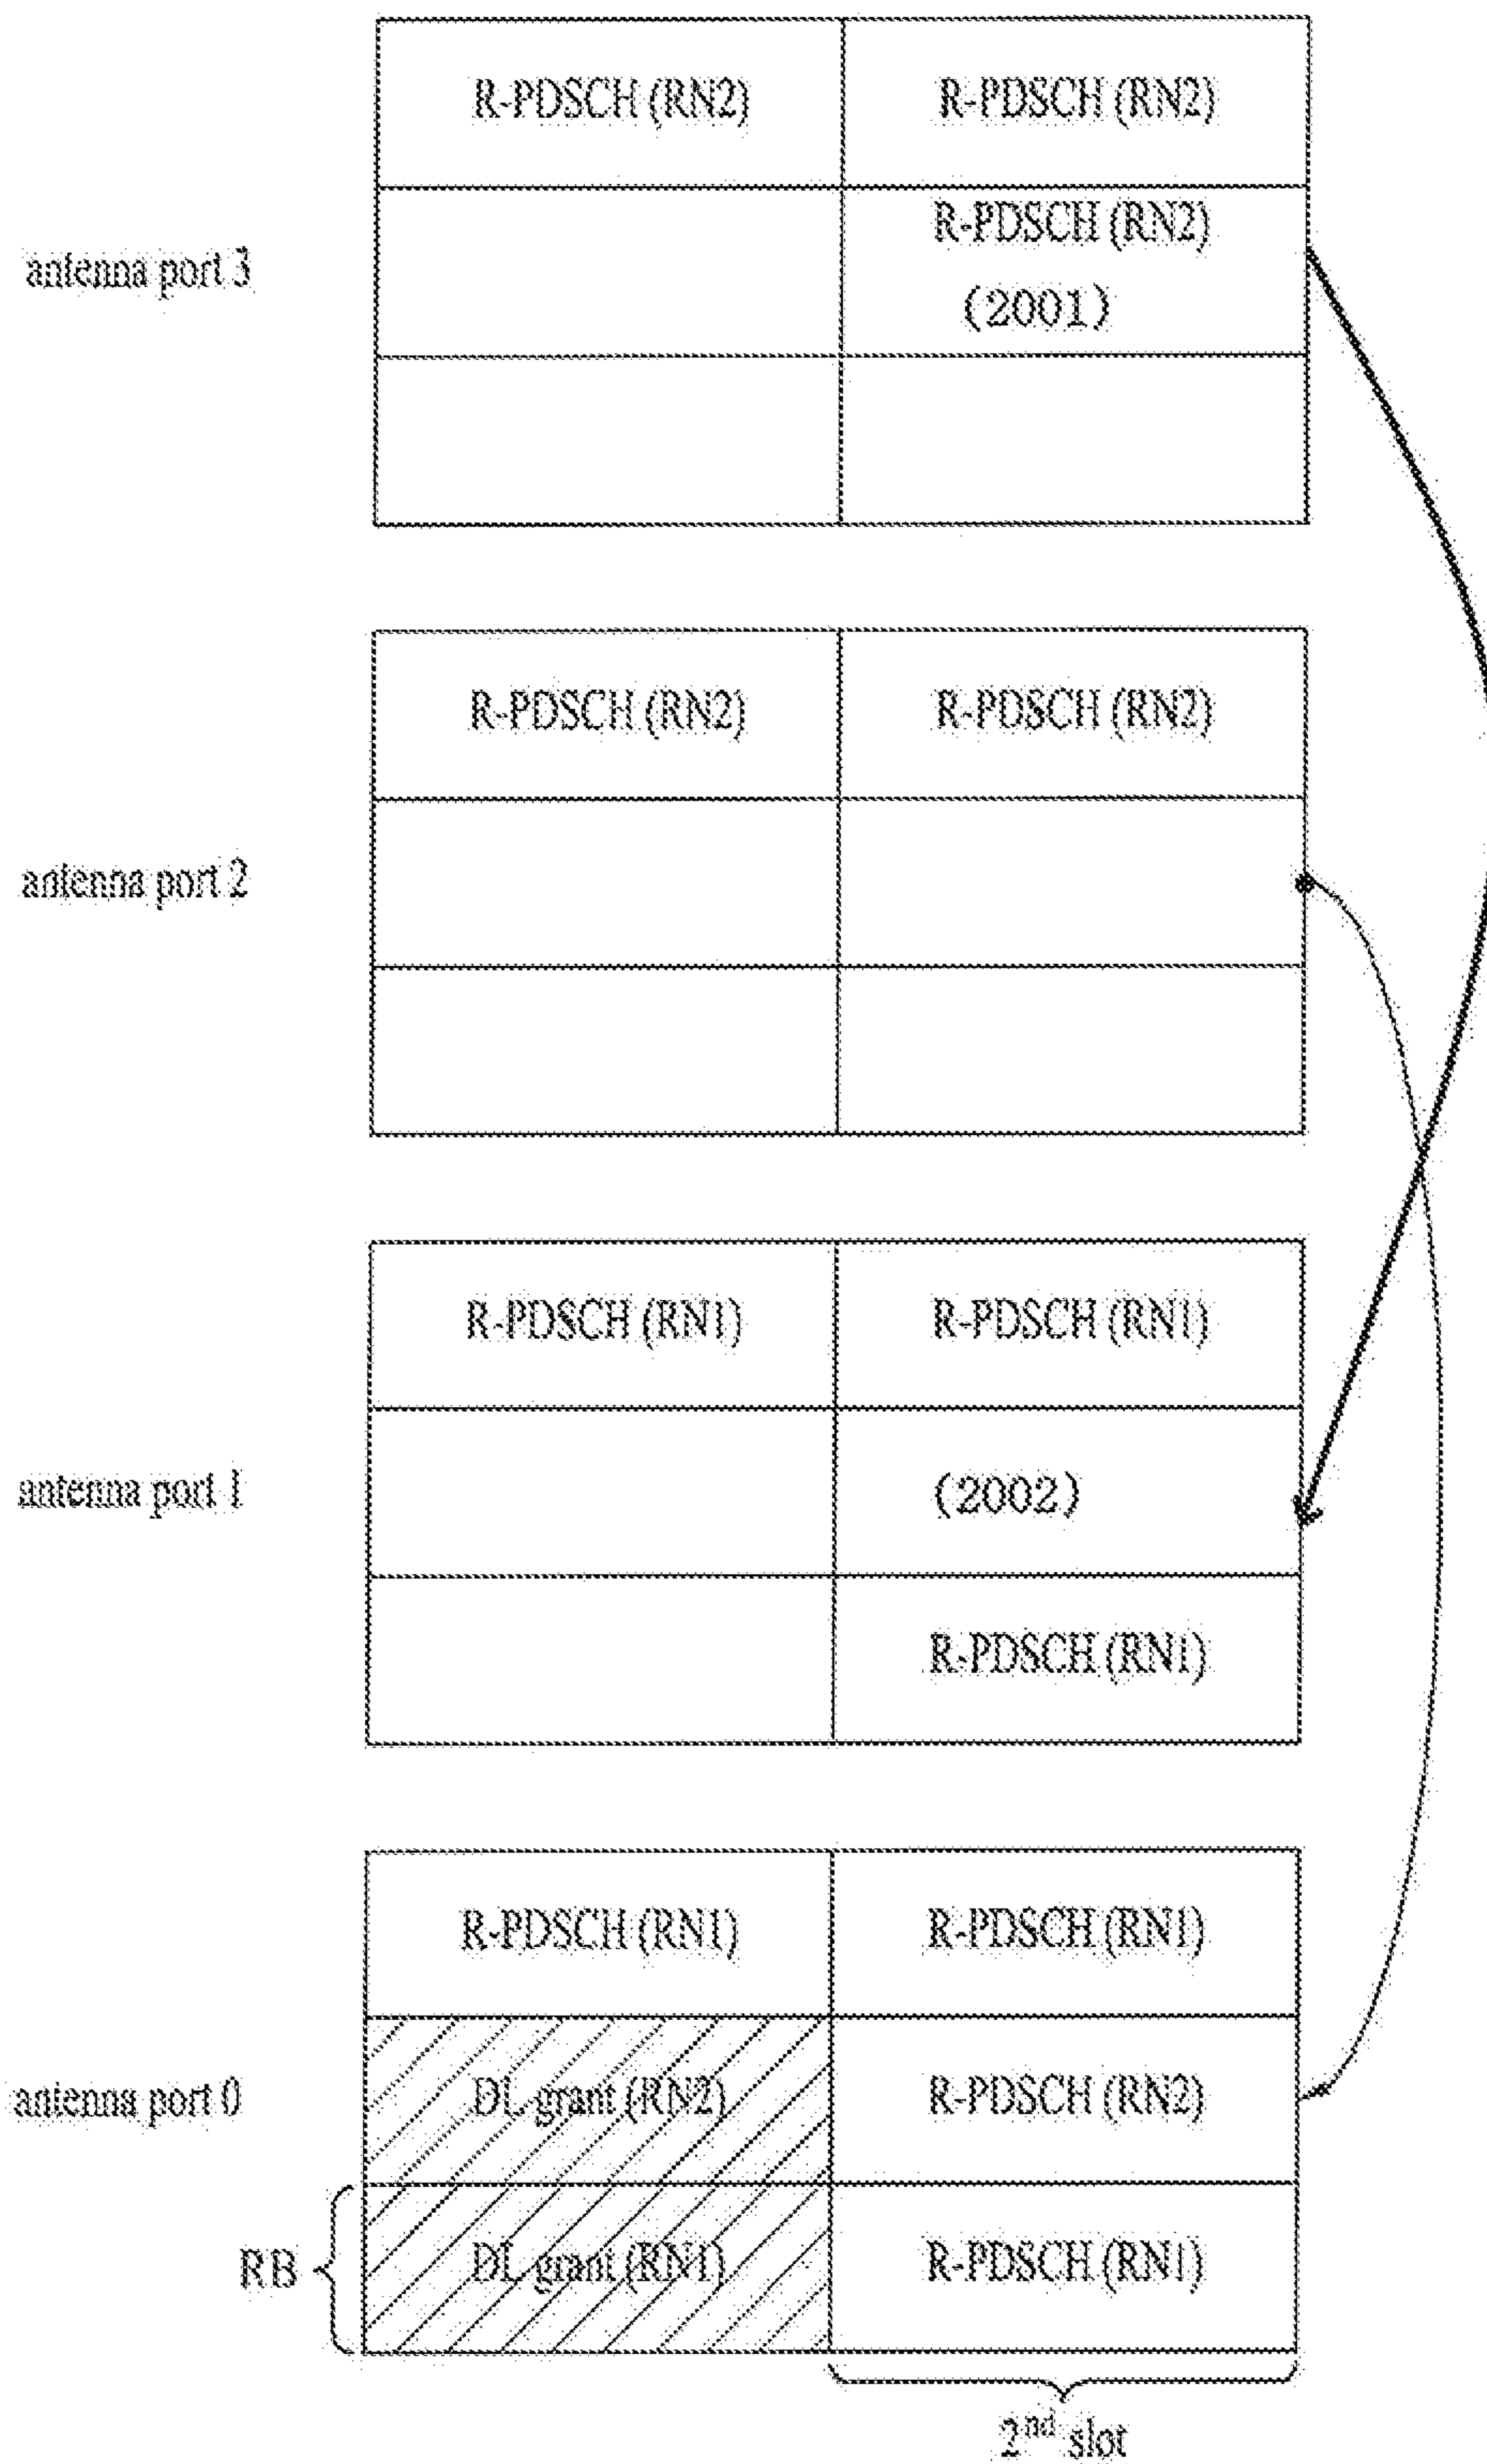 R-PDSCH (RN2) R-PDSCH (RN2)
R-PDSCH (RN2)
antenna port 3
(2001)
R-PDSCH (RN2) R-PDSCH (RN2)
antenna port 2
R-PDSCH (RN1) R-PDSCH (RN1)
antenna port 1 (2002)
R-PDSCH (RN1)
R-PDSCH (RN1) R-PDSCH (RN1)
antenna port 0 DL grant (RN2) R-PDSCH (RN2)
RB DL grant (RN1) R-PDSCH (RN1)
2nd slot